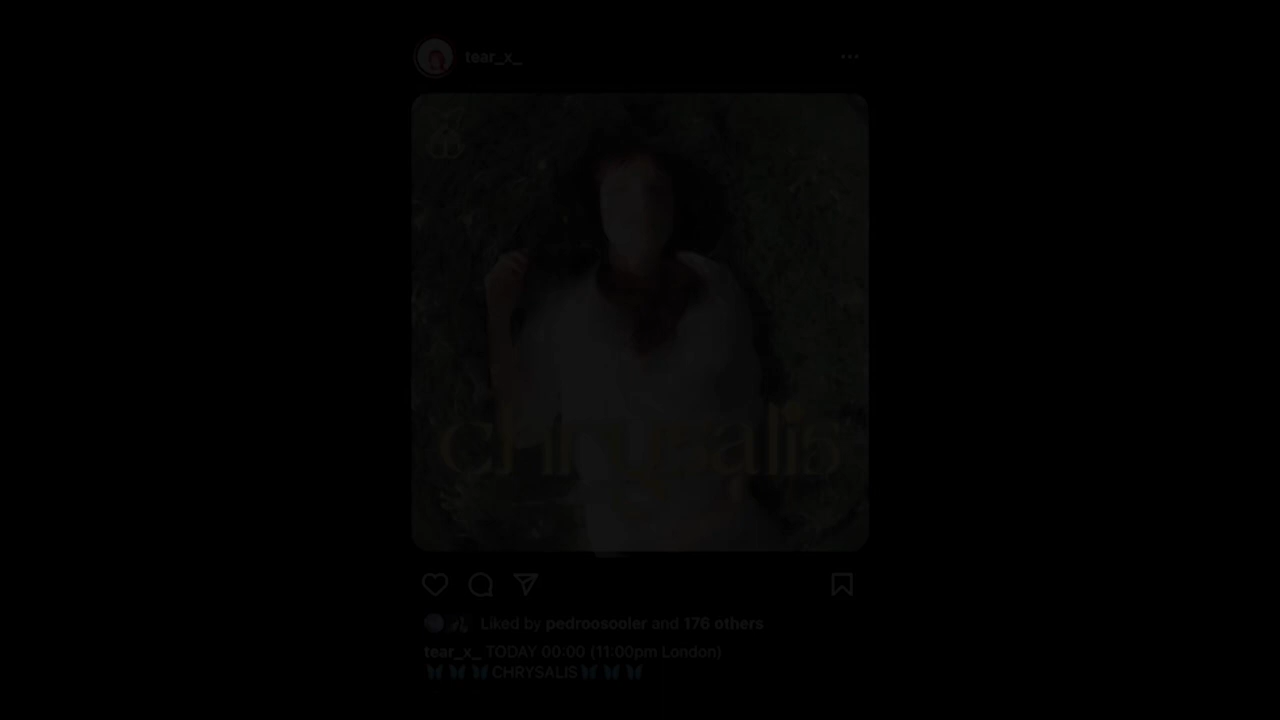 tear_x_
chrysalis
Liked by pedroosooler and 176 others
tear_x_ TODAY 00:00 (11:00pm London)
🦋🦋🦋CHRYSALIS🦋🦋🦋